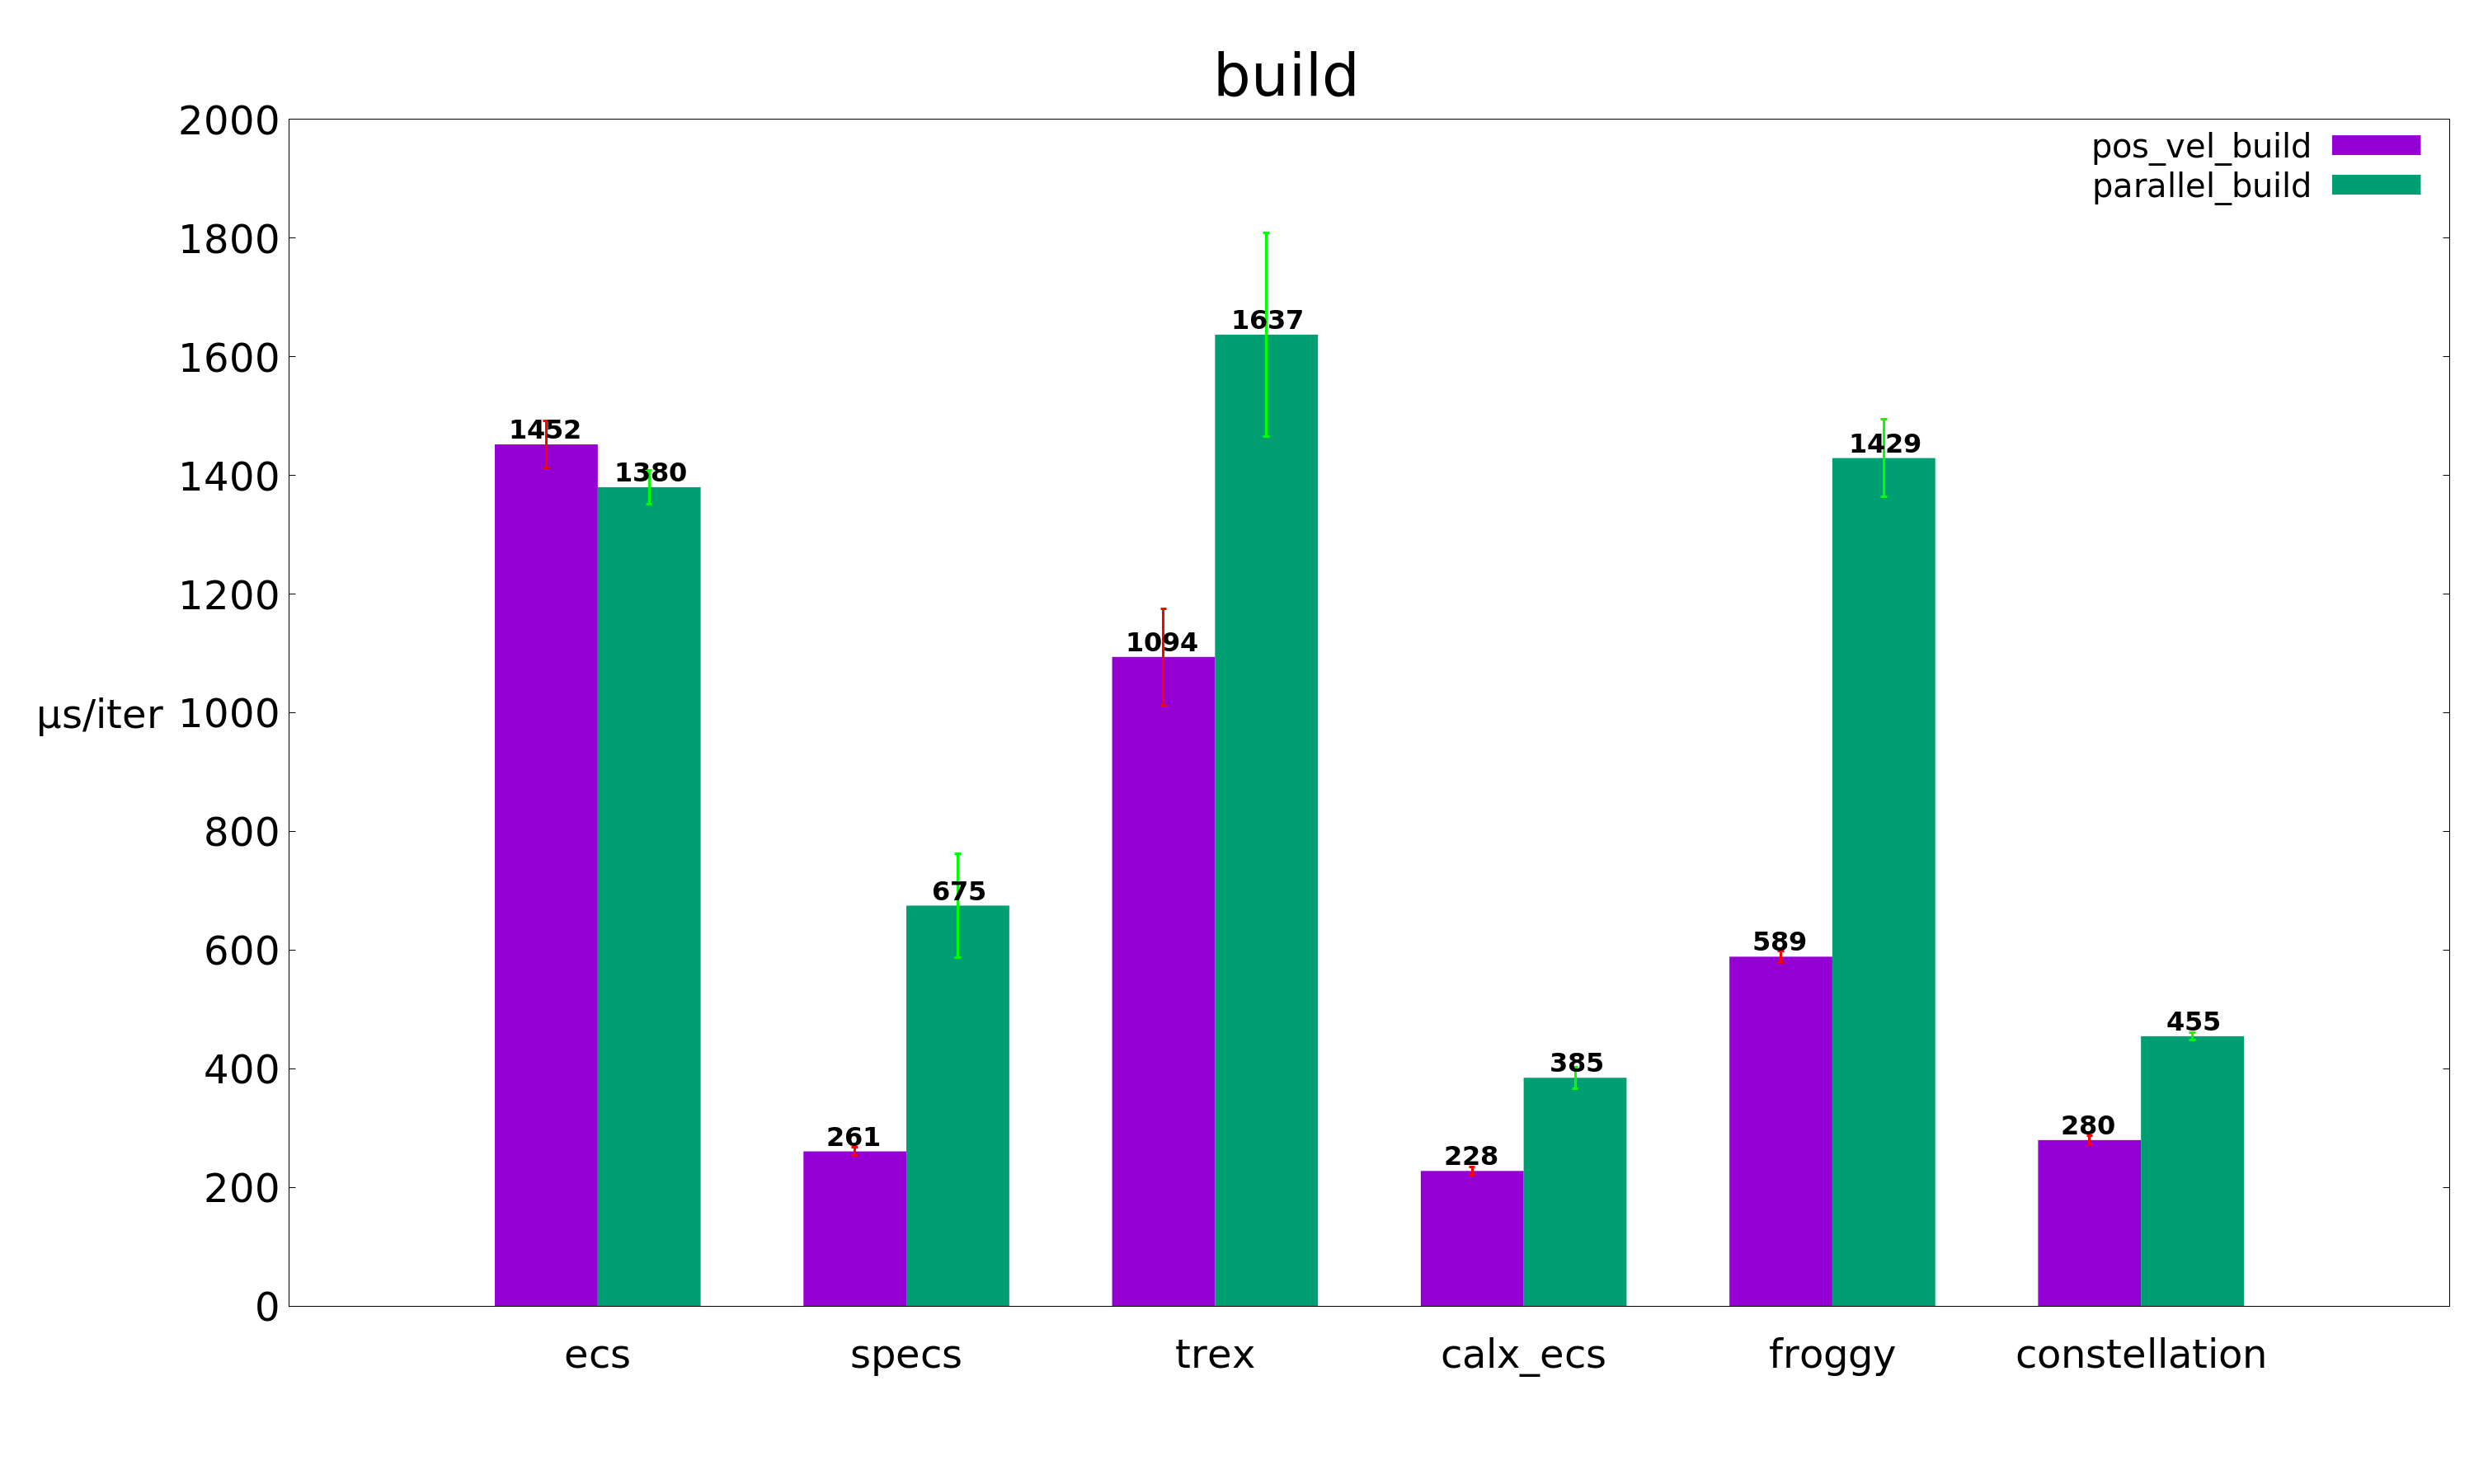 build
pos_vel_build
parallel_build
µs/iter
2000
1800
1600
1400
1200
1000
800
600
400
200
0
1452
1380
261
675
1094
1637
228
385
589
1429
280
455
ecs
specs
trex
calx_ecs
froggy
constellation